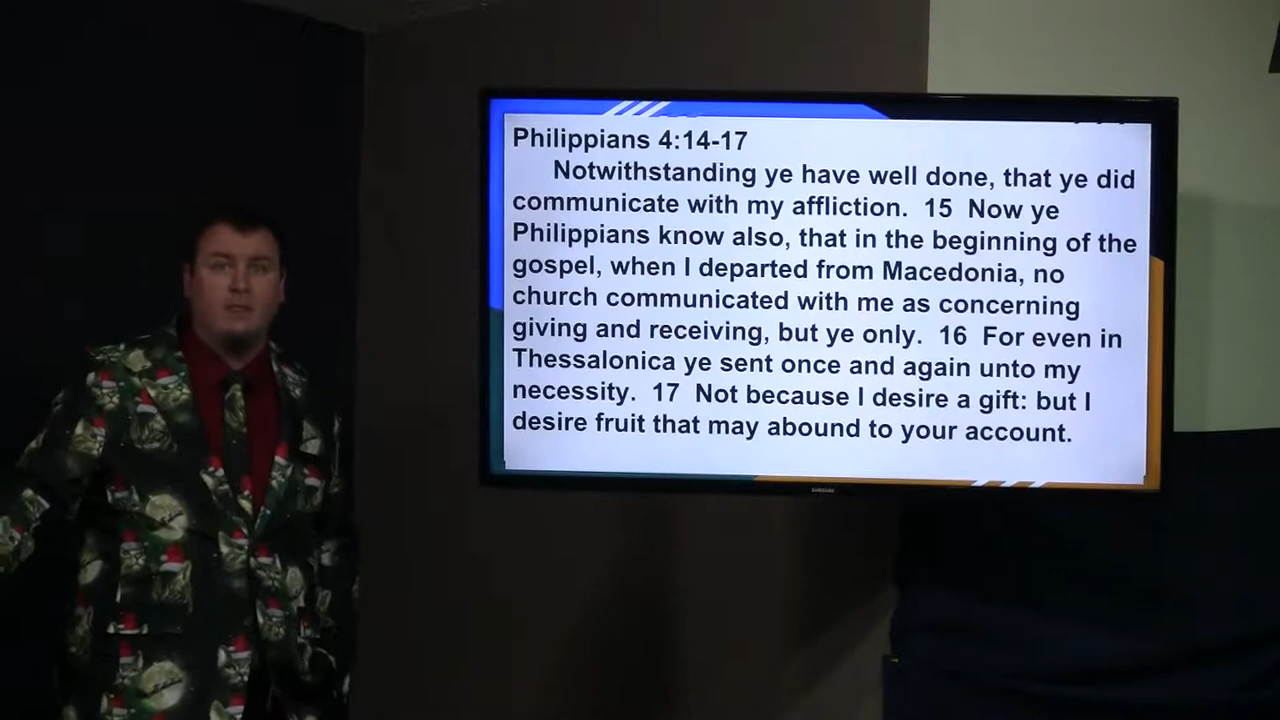 Philippians 4:14-17
Notwithstanding ye have well done, that ye did
communicate with my affliction. 15 Now ye
Philippians know also, that in the beginning of the
gospel, when I departed from Macedonia, no
church communicated with me as concerning
giving and receiving, but ye only. 16 For even in
Thessalonica ye sent once and again unto my
necessity. 17 Not because I desire a gift: but I
desire fruit that may abound to your account.
SAMSUNG